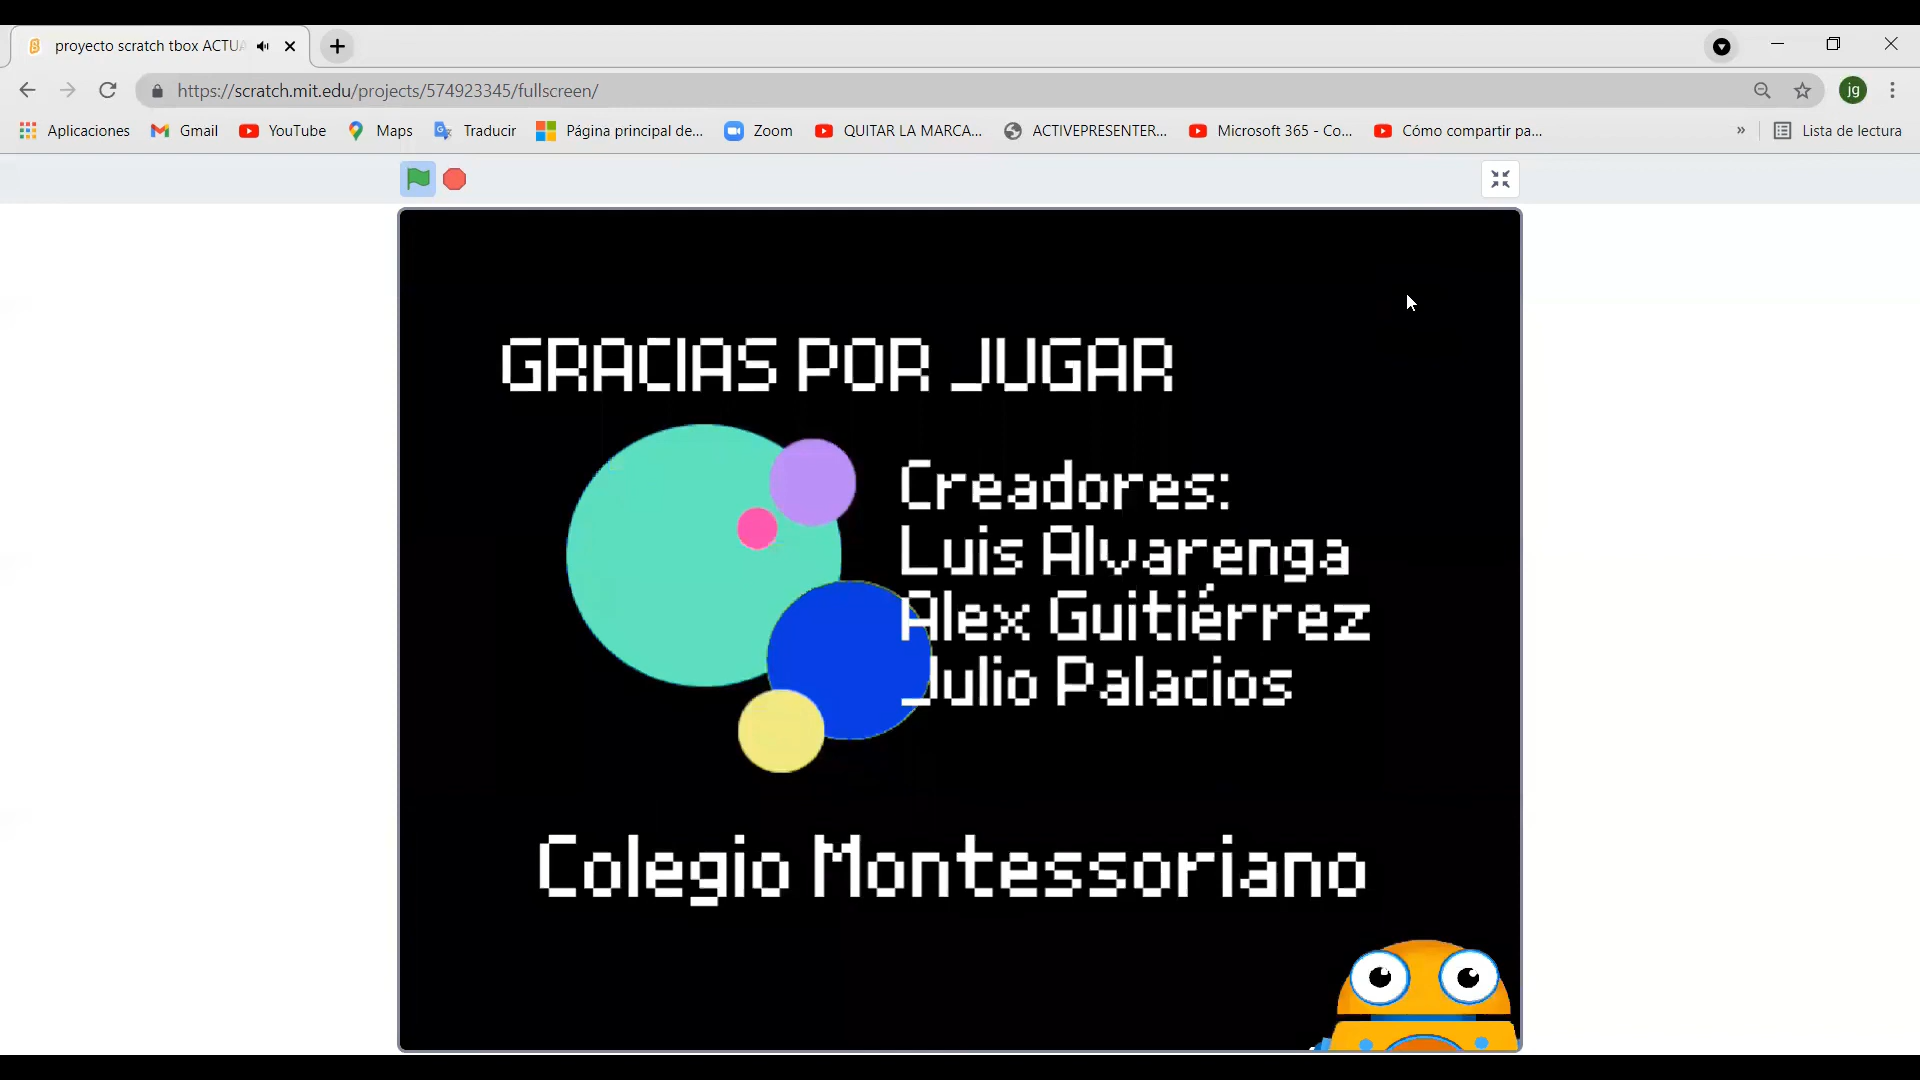 proyecto scratch tbox ACTUA
https://scratch.mit.edu/projects/574923345/fullscreen/
jg
Aplicaciones Gmail YouTube Maps Traducir Página principal de... Zoom QUITAR LA MARCA... ACTIVEPRESENTER... Microsoft 365 - Co... Cómo compartir pa... » Lista de lectura
GRACIAS POR JUGAR
Creadores:
Luis Alvarenga
Alex Guitiérrez
Julio Palacios
Colegio Montessoriano